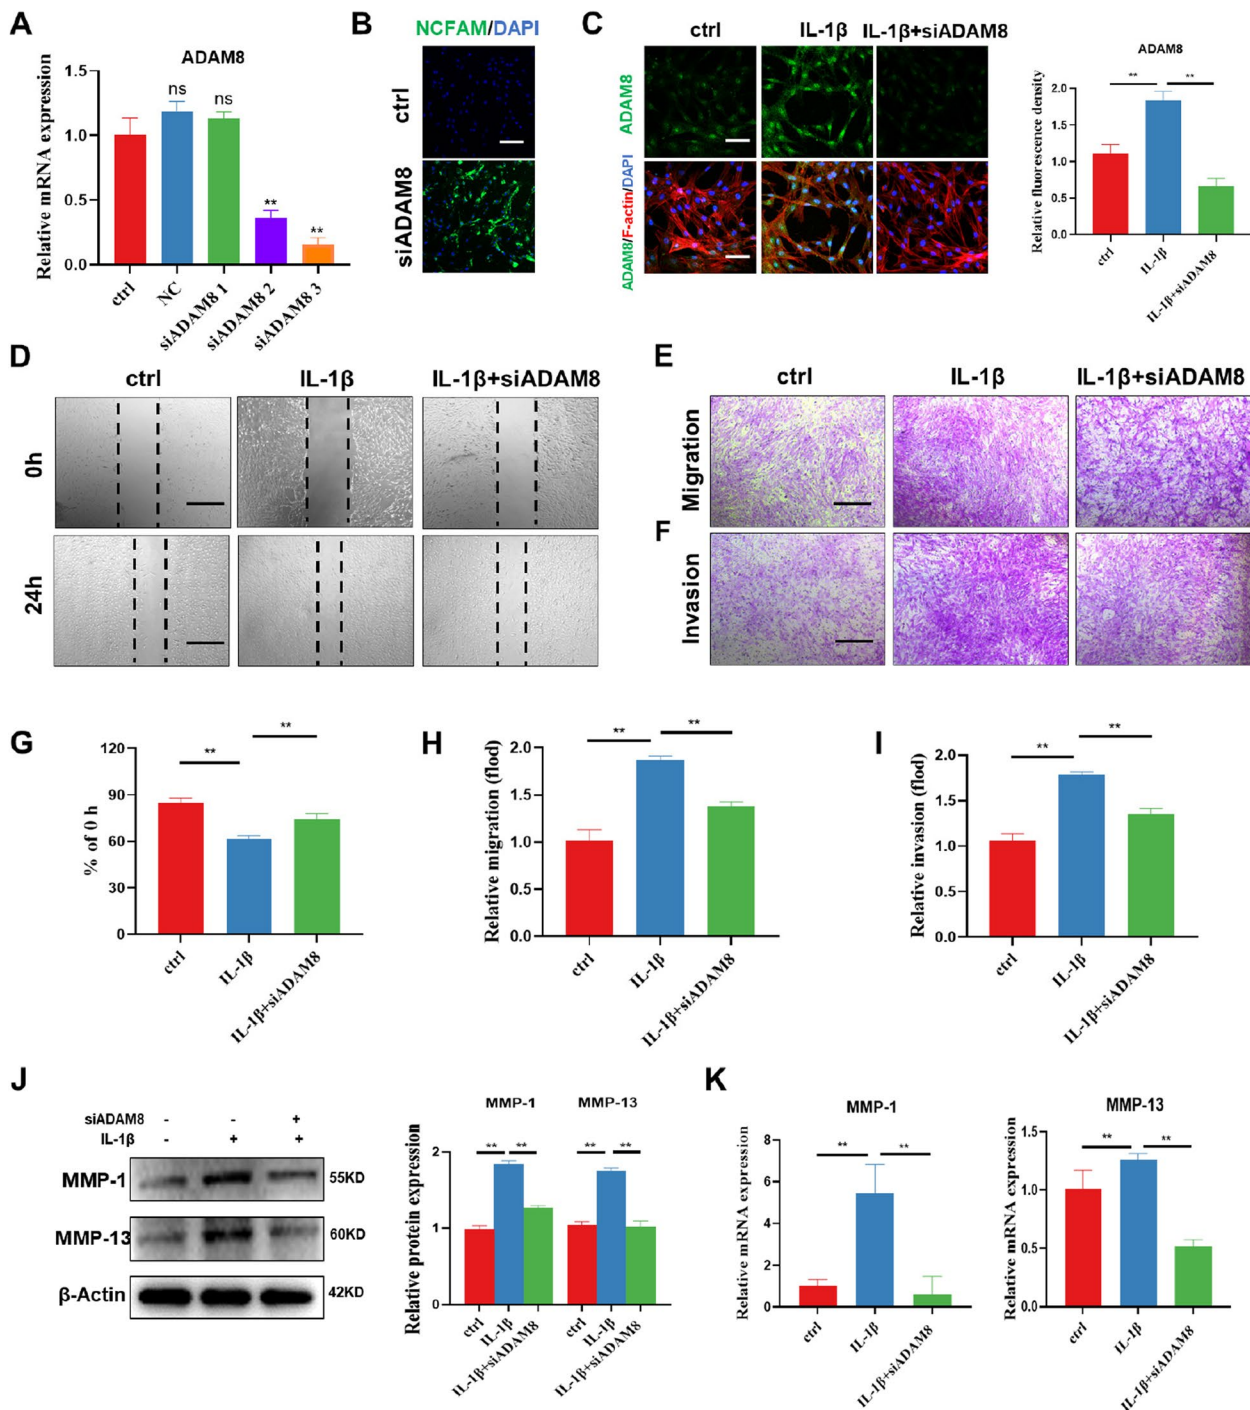 A
ADAM8
Relative mRNA expression
1.5
1.0
0.5
0.0
ns
ns
**
**
ctrl
NC
siADAM8 1
siADAM8 2
siADAM8 3
B
NCFAM/DAPI
ctrl
siADAM8
C
ctrl
IL-1β
IL-1β+siADAM8
ADAM8
ADAM8/F-actin/DAPI
ADAM8
Relative fluorescence density
2.0
1.5
1.0
0.5
0.0
**
**
ctrl
IL-1β
IL-1β+siADAM8
D
ctrl
IL-1β
IL-1β+siADAM8
0h
24h
E
ctrl
IL-1β
IL-1β+siADAM8
Migration
F
Invasion
G
% of 0 h
120
90
60
30
0
**
**
ctrl
IL-1β
IL-1β+siADAM8
H
Relative migration (flod)
2.0
1.5
1.0
0.5
0.0
**
**
ctrl
IL-1β
IL-1β+siADAM8
I
Relative invasion (flod)
2.0
1.5
1.0
0.5
0.0
**
**
ctrl
IL-1β
IL-1β+siADAM8
J
siADAM8 - - +
IL-1β - + +
MMP-1 55KD
MMP-13 60KD
β-Actin 42KD
MMP-1 MMP-13
Relative protein expression
2
1
0
** ** ** **
ctrl
IL-1β
IL-1β+siADAM8
ctrl
IL-1β
IL-1β+siADAM8
K
MMP-1
Relative mRNA expression
8
6
4
2
0
**
**
ctrl
IL-1β
IL-1β+siADAM8
MMP-13
Relative mRNA expression
1.5
1.0
0.5
0.0
**
**
ctrl
IL-1β
IL-1β+siADAM8